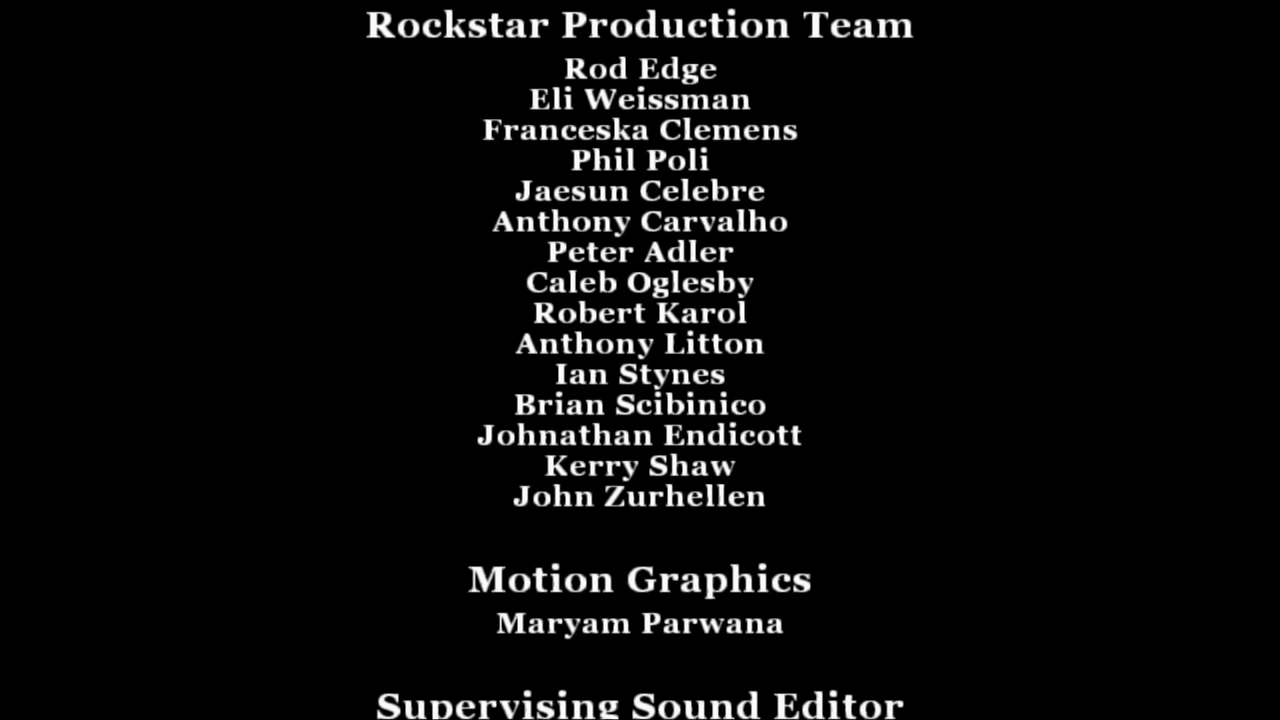 Rockstar Production Team
Rod Edge
Eli Weissman
Franceska Clemens
Phil Poli
Jaesun Celebre
Anthony Carvalho
Peter Adler
Caleb Oglesby
Robert Karol
Anthony Litton
Ian Stynes
Brian Scibinico
Johnathan Endicott
Kerry Shaw
John Zurhellen
Motion Graphics
Maryam Parwana
Supervising Sound Editor